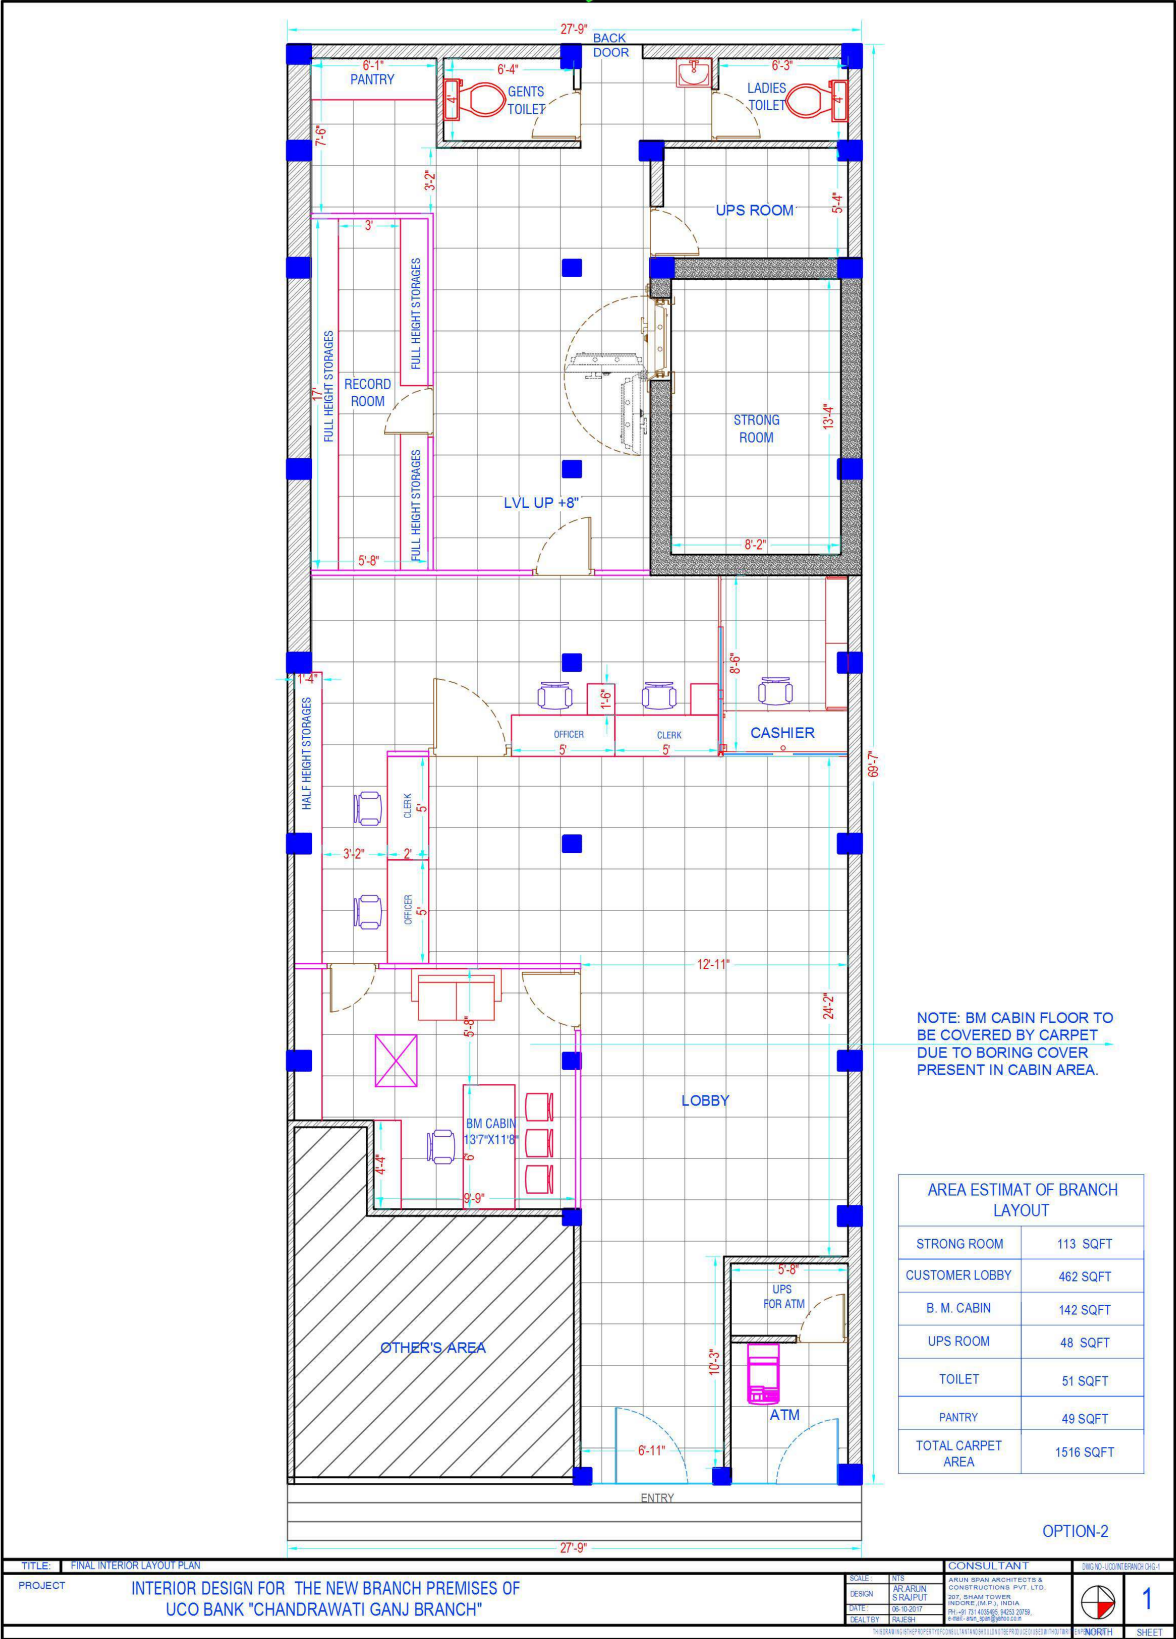 27'-9"
BACK
DOOR
6'-1"
PANTRY
6'-4"
4'
GENTS
TOILET
6'-3"
LADIES
TOILET
4'
7'-6"
3'-2"
UPS ROOM
5'-4"
3'
FULL HEIGHT STORAGES
FULL HEIGHT STORAGES
17'
RECORD
ROOM
STRONG
ROOM
13'-4"
FULL HEIGHT STORAGES
LVL UP +8"
8'-2"
5'-8"
8'-6"
1'-4"
1'-6"
HALF HEIGHT STORAGES
OFFICER
5'
CLERK
5'
CASHIER
69'-7"
CLERK
5'
3'-2"
2'
OFFICER
5'
12'-11"
24'-2"
5'-8"
NOTE: BM CABIN FLOOR TO
BE COVERED BY CARPET
DUE TO BORING COVER
PRESENT IN CABIN AREA.
LOBBY
BM CABIN
13'7"X11'8"
6'
4'-4"
9'-9"
AREA ESTIMAT OF BRANCH
LAYOUT
STRONG ROOM 113 SQFT
CUSTOMER LOBBY 462 SQFT
B. M. CABIN 142 SQFT
UPS ROOM 48 SQFT
TOILET 51 SQFT
PANTRY 49 SQFT
TOTAL CARPET
AREA 1516 SQFT
5'-8"
UPS
FOR ATM
OTHER'S AREA
10'-3"
ATM
6'-11"
ENTRY
OPTION-2
27'-9"
TITLE: FINAL INTERIOR LAYOUT PLAN
PROJECT
INTERIOR DESIGN FOR THE NEW BRANCH PREMISES OF
UCO BANK "CHANDRAWATI GANJ BRANCH"
SCALE : NTS
DESIGN AR.ARUN
S RAJPUT
DATE : 06-10-2017
DEALT BY RAJESH
CONSULTANT
ARUN SPAN ARCHITECTS &
CONSTRUCTIONS PVT. LTD.
207, SHAM TOWER
INDORE,(M.P.), INDIA
NORTH
1
SHEET